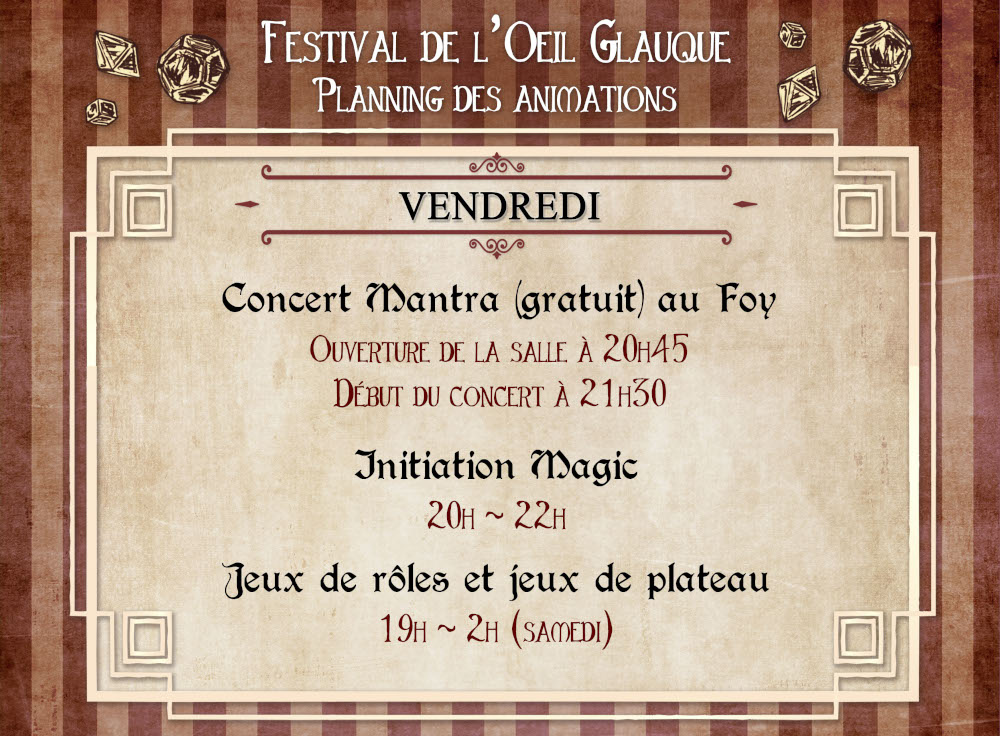 Festival de l'Oeil Glauque
Planning des animations
VENDREDI
Concert Mantra (gratuit) au Foy
Ouverture de la salle à 20h45
Début du concert à 21h30
Initiation Magic
20h ~ 22h
Jeux de rôles et jeux de plateau
19h ~ 2h (samedi)